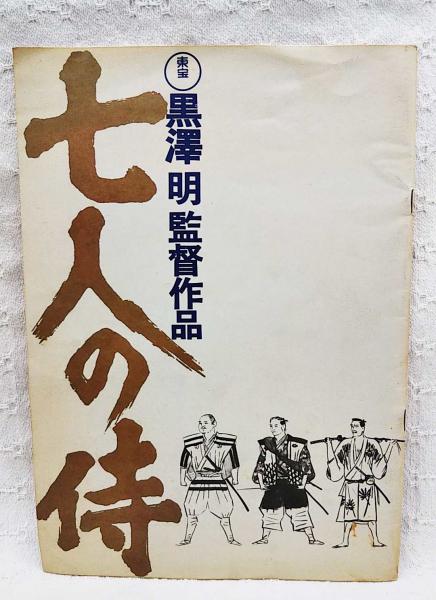 東宝
黒澤 明 監督作品
七人の侍